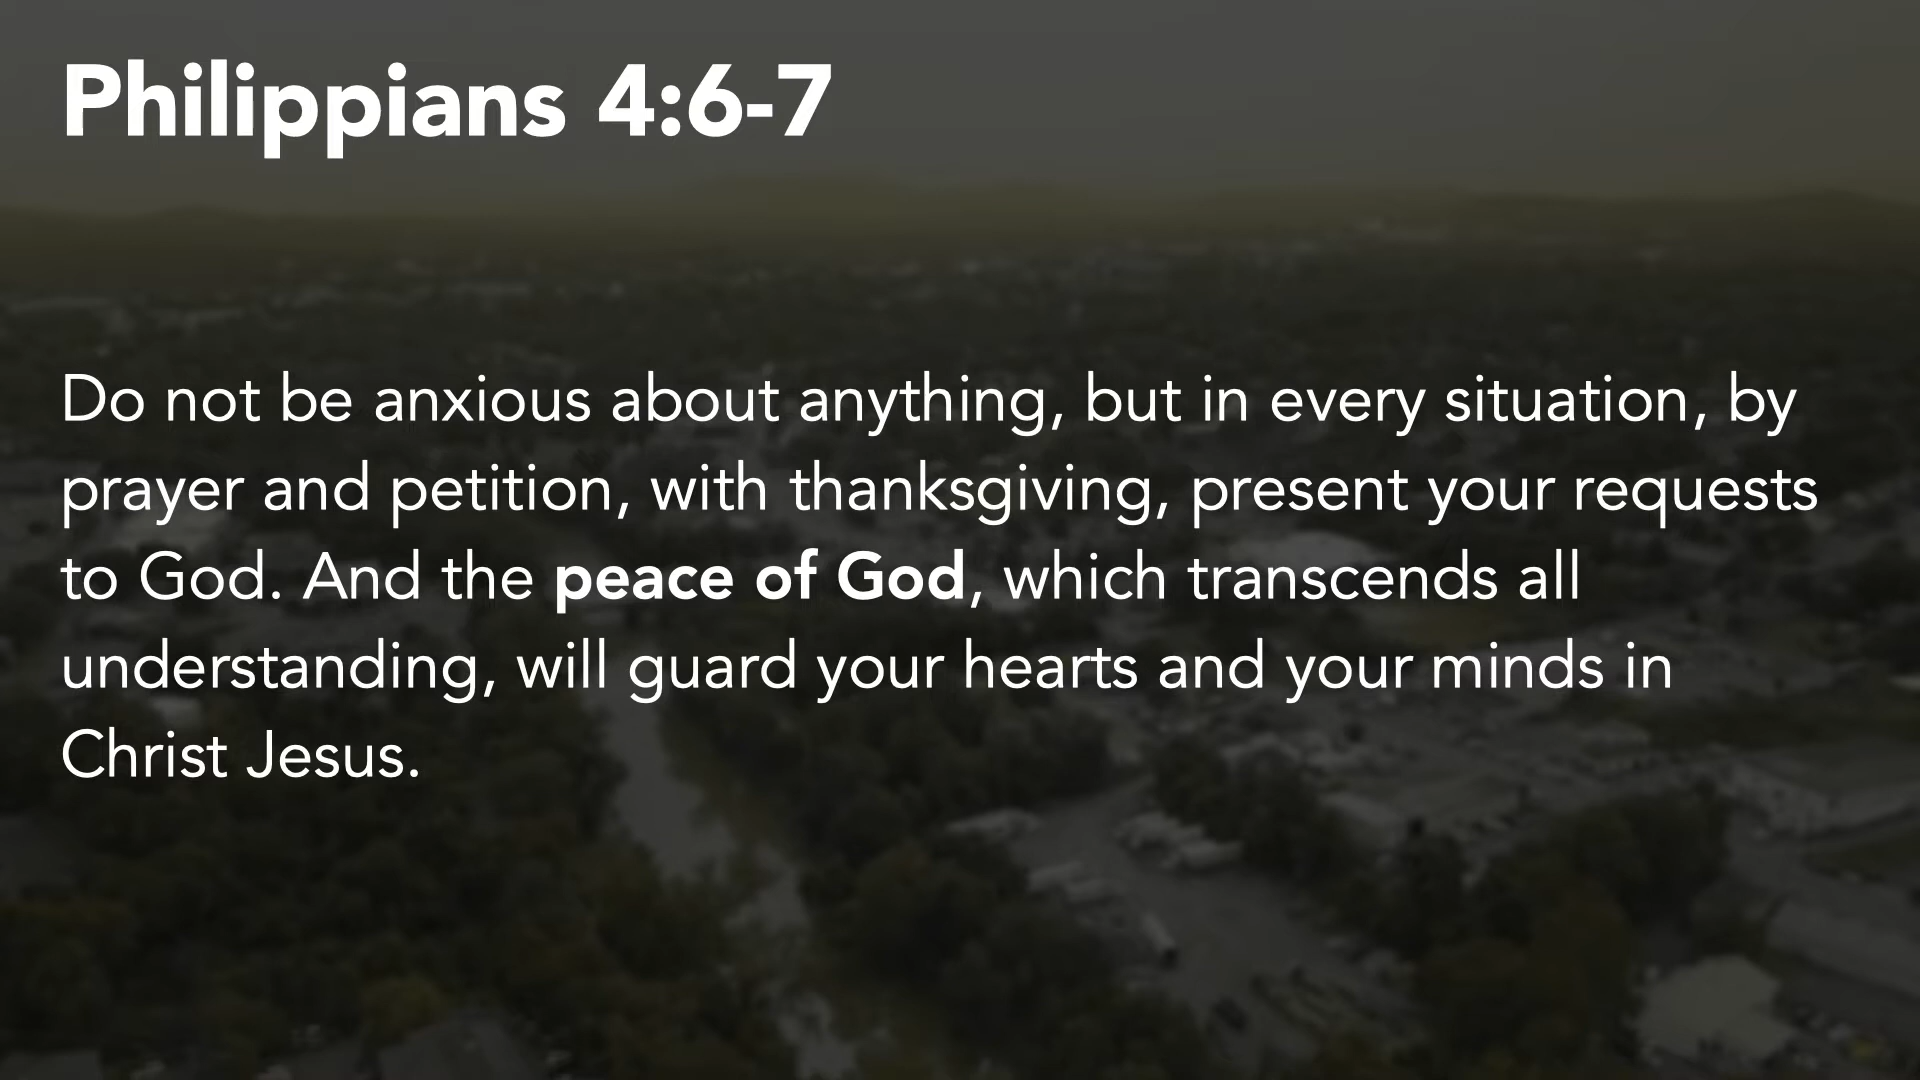 Philippians 4:6-7
Do not be anxious about anything, but in every situation, by
prayer and petition, with thanksgiving, present your requests
to God. And the peace of God, which transcends all
understanding, will guard your hearts and your minds in
Christ Jesus.